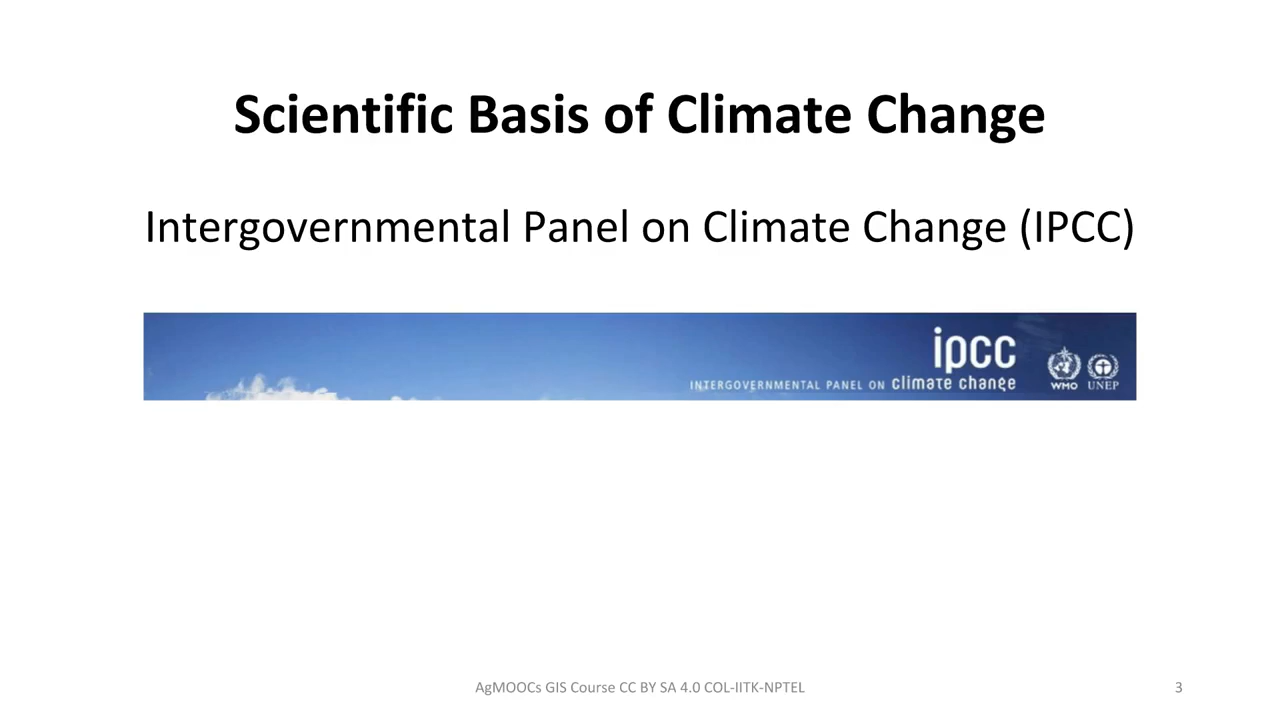 Scientific Basis of Climate Change
Intergovernmental Panel on Climate Change (IPCC)
ipcc
INTERGOVERNMENTAL PANEL ON climate change
WMO UNEP
AgMOOCs GIS Course CC BY SA 4.0 COL-IITK-NPTEL 3